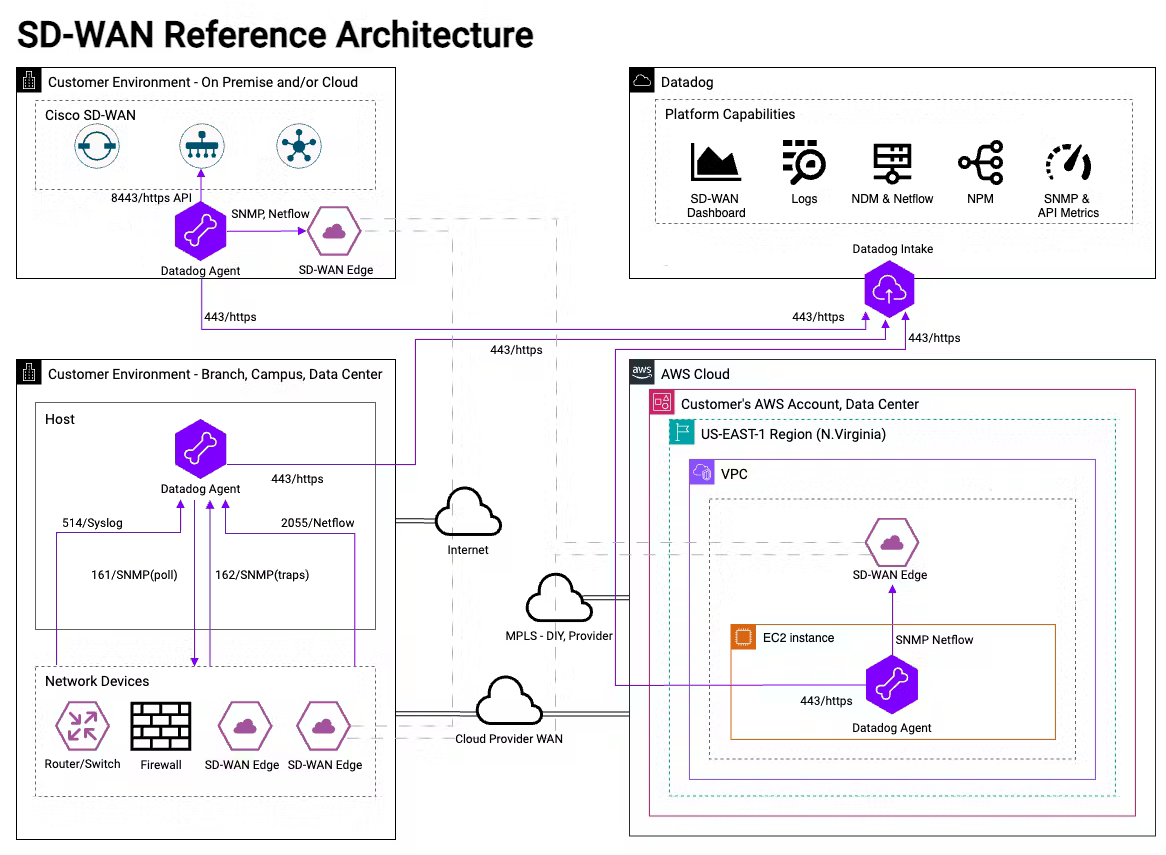 SD-WAN Reference Architecture
Customer Environment - On Premise and/or Cloud
Cisco SD-WAN
8443/https API
SNMP, Netflow
Datadog Agent
SD-WAN Edge
443/https
Datadog
Platform Capabilities
SD-WAN
Dashboard
Logs
NDM & Netflow
NPM
SNMP &
API Metrics
Datadog Intake
443/https
443/https
443/https
Customer Environment - Branch, Campus, Data Center
Host
Datadog Agent
443/https
514/Syslog
2055/Netflow
161/SNMP(poll)
162/SNMP(traps)
Network Devices
Router/Switch
Firewall
SD-WAN Edge
SD-WAN Edge
Internet
MPLS - DIY, Provider
Cloud Provider WAN
aws
AWS Cloud
Customer's AWS Account, Data Center
US-EAST-1 Region (N.Virginia)
VPC
SD-WAN Edge
EC2 instance
SNMP Netflow
443/https
Datadog Agent